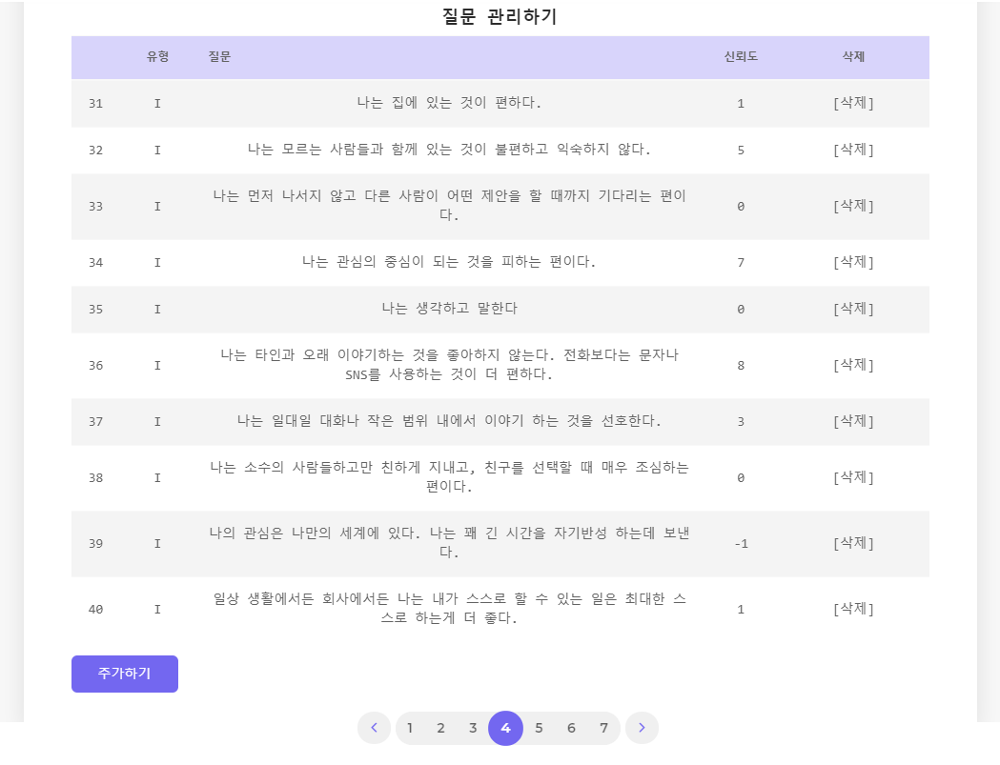 질문 관리하기
유형 질문 신뢰도 삭제
31 I 나는 집에 있는 것이 편하다. 1 [삭제]
32 I 나는 모르는 사람들과 함께 있는 것이 불편하고 익숙하지 않다. 5 [삭제]
33 I 나는 먼저 나서지 않고 다른 사람이 어떤 제안을 할 때까지 기다리는 편이
다. 0 [삭제]
34 I 나는 관심의 중심이 되는 것을 피하는 편이다. 7 [삭제]
35 I 나는 생각하고 말한다 0 [삭제]
36 I 나는 타인과 오래 이야기하는 것을 좋아하지 않는다. 전화보다는 문자나
SNS를 사용하는 것이 더 편하다. 8 [삭제]
37 I 나는 일대일 대화나 작은 범위 내에서 이야기 하는 것을 선호한다. 3 [삭제]
38 I 나는 소수의 사람들하고만 친하게 지내고, 친구를 선택할 때 매우 조심하는
편이다. 0 [삭제]
39 I 나의 관심은 나만의 세계에 있다. 나는 꽤 긴 시간을 자기반성 하는데 보낸
다. -1 [삭제]
40 I 일상 생활에서든 회사에서든 나는 내가 스스로 할 수 있는 일은 최대한 스
스로 하는게 더 좋다. 1 [삭제]
추가하기
< 1 2 3 4 5 6 7 >